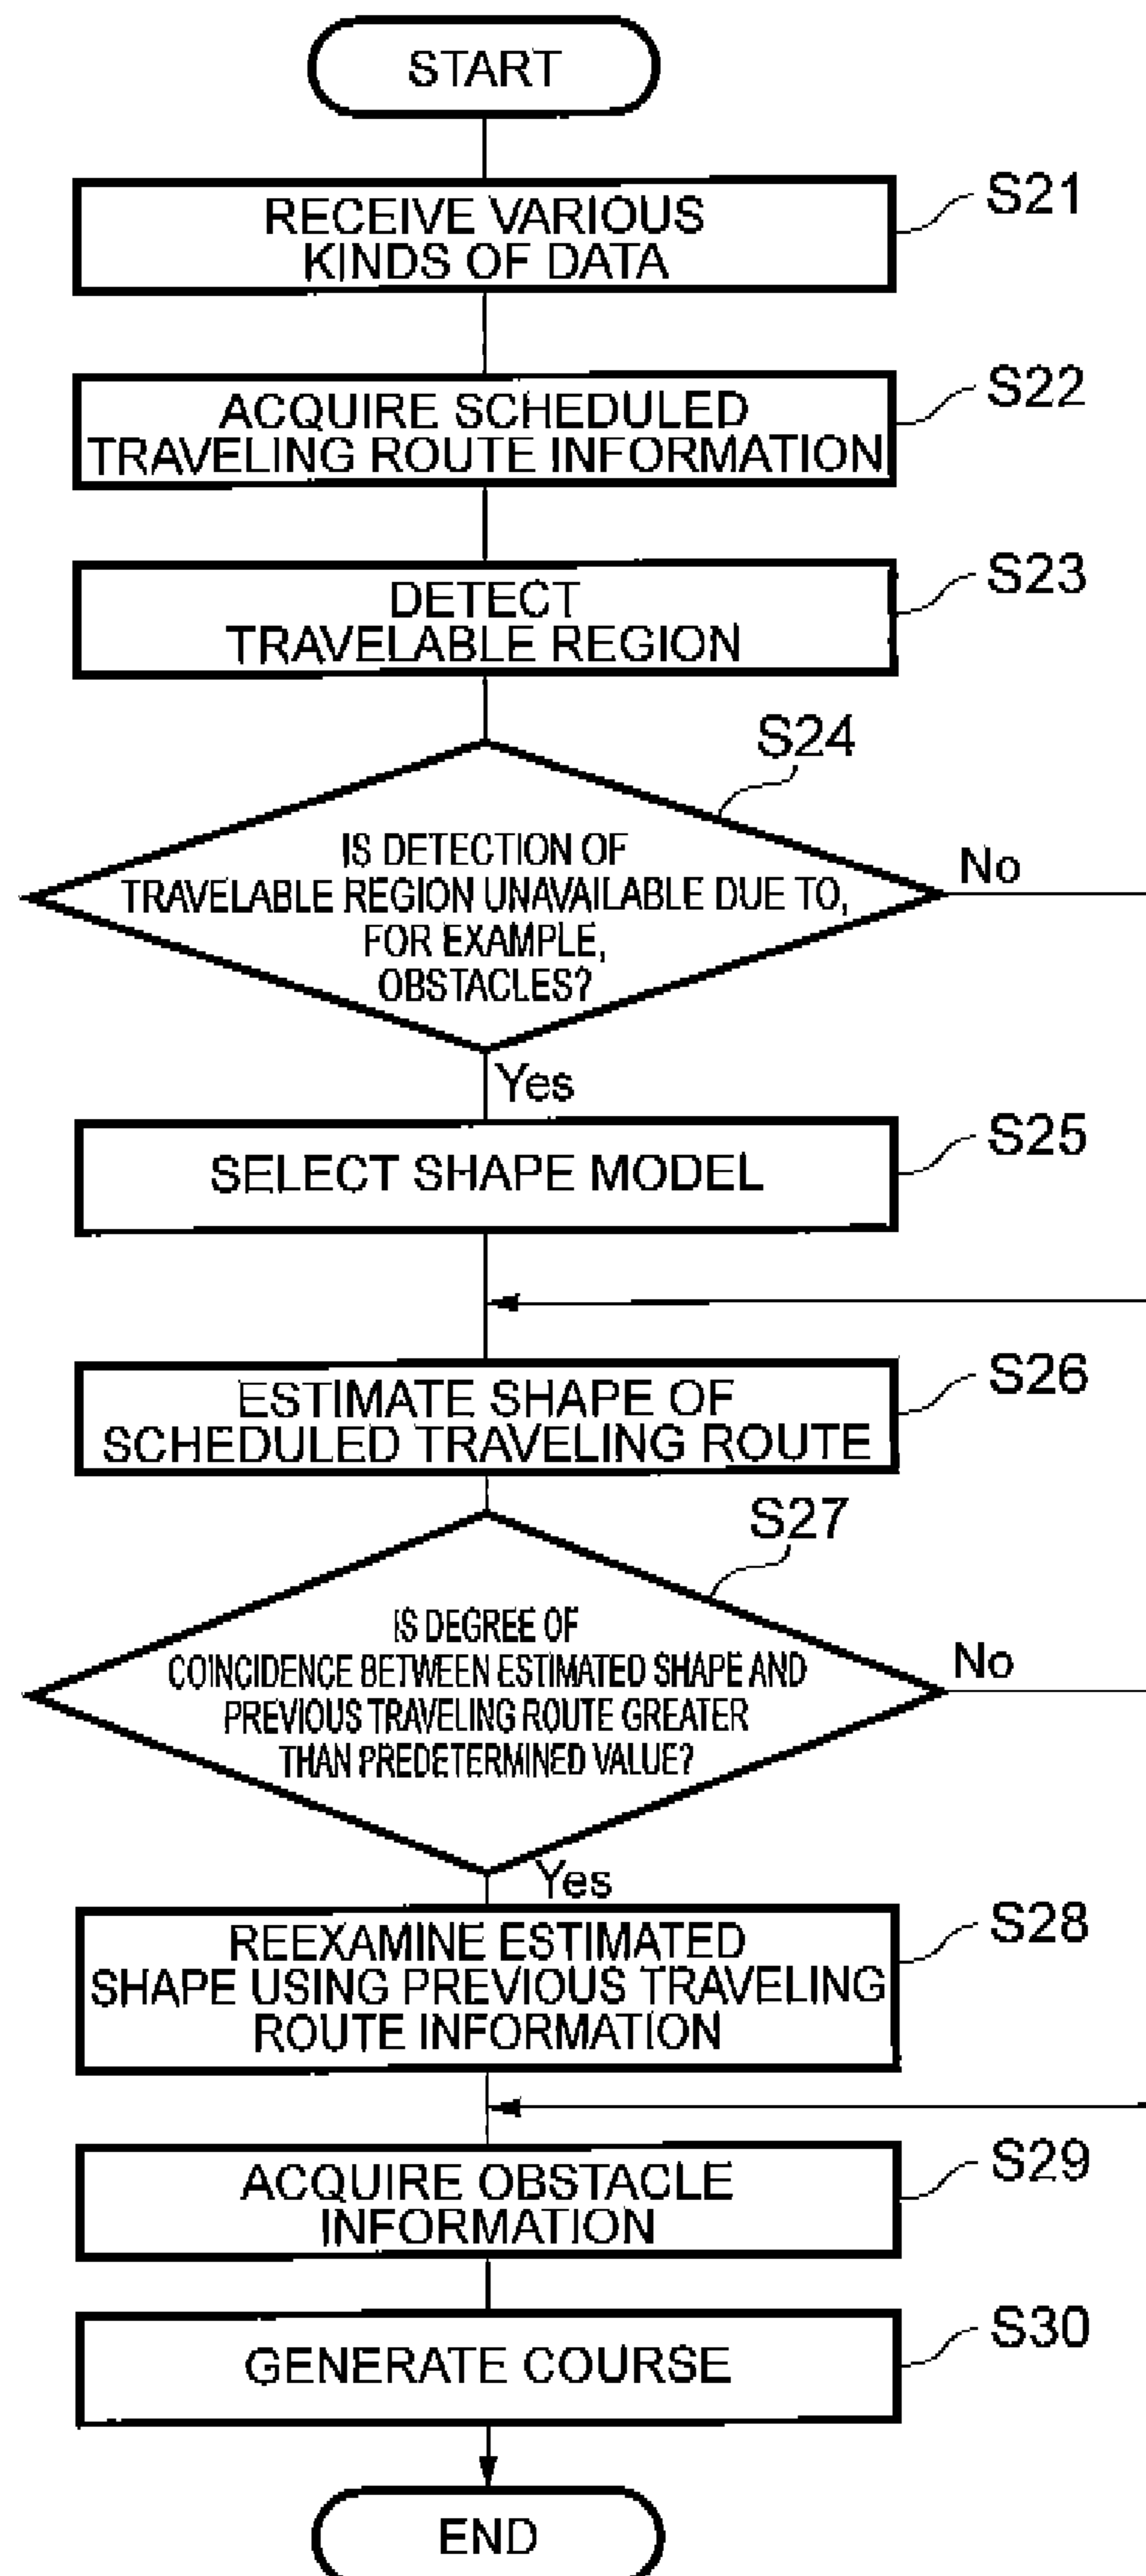 START
S21
RECEIVE VARIOUS
KINDS OF DATA
S22
ACQUIRE SCHEDULED
TRAVELING ROUTE INFORMATION
S23
DETECT
TRAVELABLE REGION
S24
IS DETECTION OF
TRAVELABLE REGION UNAVAILABLE DUE TO,
FOR EXAMPLE,
OBSTACLES?
No
Yes
S25
SELECT SHAPE MODEL
S26
ESTIMATE SHAPE OF
SCHEDULED TRAVELING ROUTE
S27
IS DEGREE OF
COINCIDENCE BETWEEN ESTIMATED SHAPE AND
PREVIOUS TRAVELING ROUTE GREATER
THAN PREDETERMINED VALUE?
No
Yes
S28
REEXAMINE ESTIMATED
SHAPE USING PREVIOUS TRAVELING
ROUTE INFORMATION
S29
ACQUIRE OBSTACLE
INFORMATION
S30
GENERATE COURSE
END